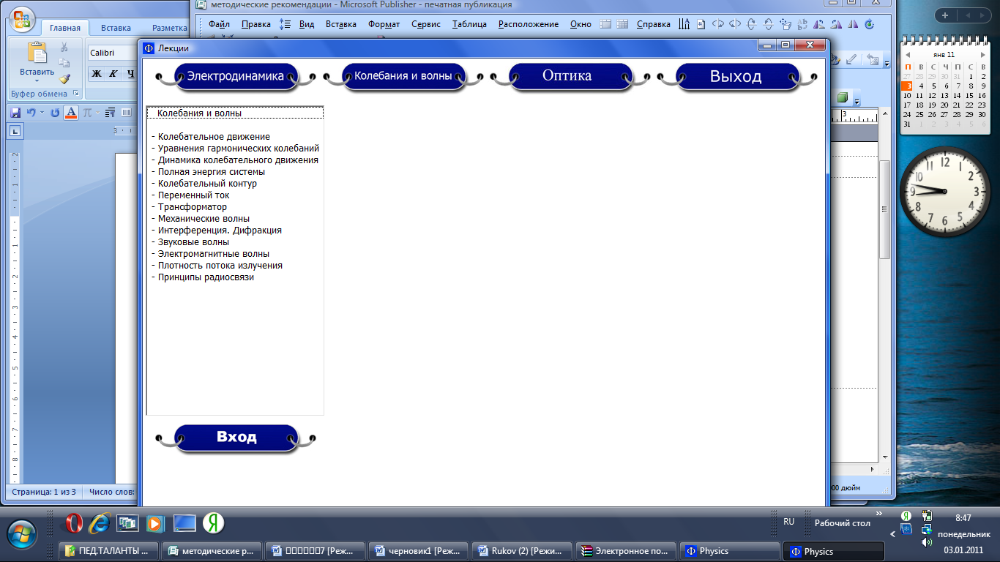 методические рекомендации - Microsoft Publisher - печатная публикация
Главная Вставка Разметка
Файл Правка Вид Вставка Формат Сервис Таблица Расположение Окно Справка
Вставить
Calibri
Ж К Ч
Буфер обмена
Лекции
Электродинамика Колебания и волны Оптика Выход
Колебания и волны
- Колебательное движение
- Уравнения гармонических колебаний
- Динамика колебательного движения
- Полная энергия системы
- Колебательный контур
- Переменный ток
- Трансформатор
- Механические волны
- Интерференция. Дифракция
- Звуковые волны
- Электромагнитные волны
- Плотность потока излучения
- Принципы радиосвязи
Вход
янв 11
П В С Ч П С В
27 28 29 30 31 1 2
3 4 5 6 7 8 9
10 11 12 13 14 15 16
17 18 19 20 21 22 23
24 25 26 27 28 29 30
31 1 2 3 4 5 6
12 1 2 3 4 5 6 7 8 9 10 11
Страница: 1 из 3 Число слов:
00 дюйм
RU Рабочий стол
8:47
понедельник
03.01.2011
ПЕД.ТАЛАНТЫ ... методические р... □□□□□□7 [Реж... черновик1 [Реж... Rukov (2) [Режи... Электронное по... Physics Physics